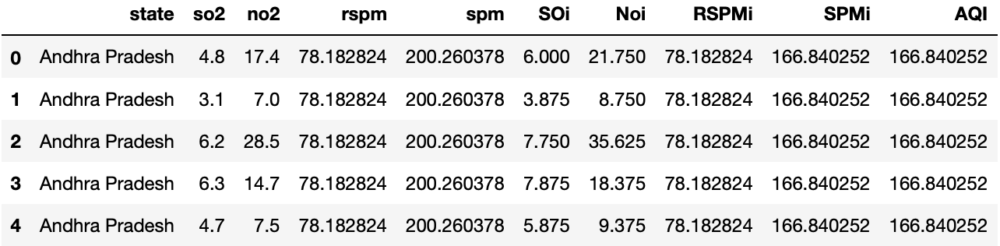 state so2 no2 rspm spm SOi Noi RSPMi SPMi AQI
0 Andhra Pradesh 4.8 17.4 78.182824 200.260378 6.000 21.750 78.182824 166.840252 166.840252
1 Andhra Pradesh 3.1 7.0 78.182824 200.260378 3.875 8.750 78.182824 166.840252 166.840252
2 Andhra Pradesh 6.2 28.5 78.182824 200.260378 7.750 35.625 78.182824 166.840252 166.840252
3 Andhra Pradesh 6.3 14.7 78.182824 200.260378 7.875 18.375 78.182824 166.840252 166.840252
4 Andhra Pradesh 4.7 7.5 78.182824 200.260378 5.875 9.375 78.182824 166.840252 166.840252